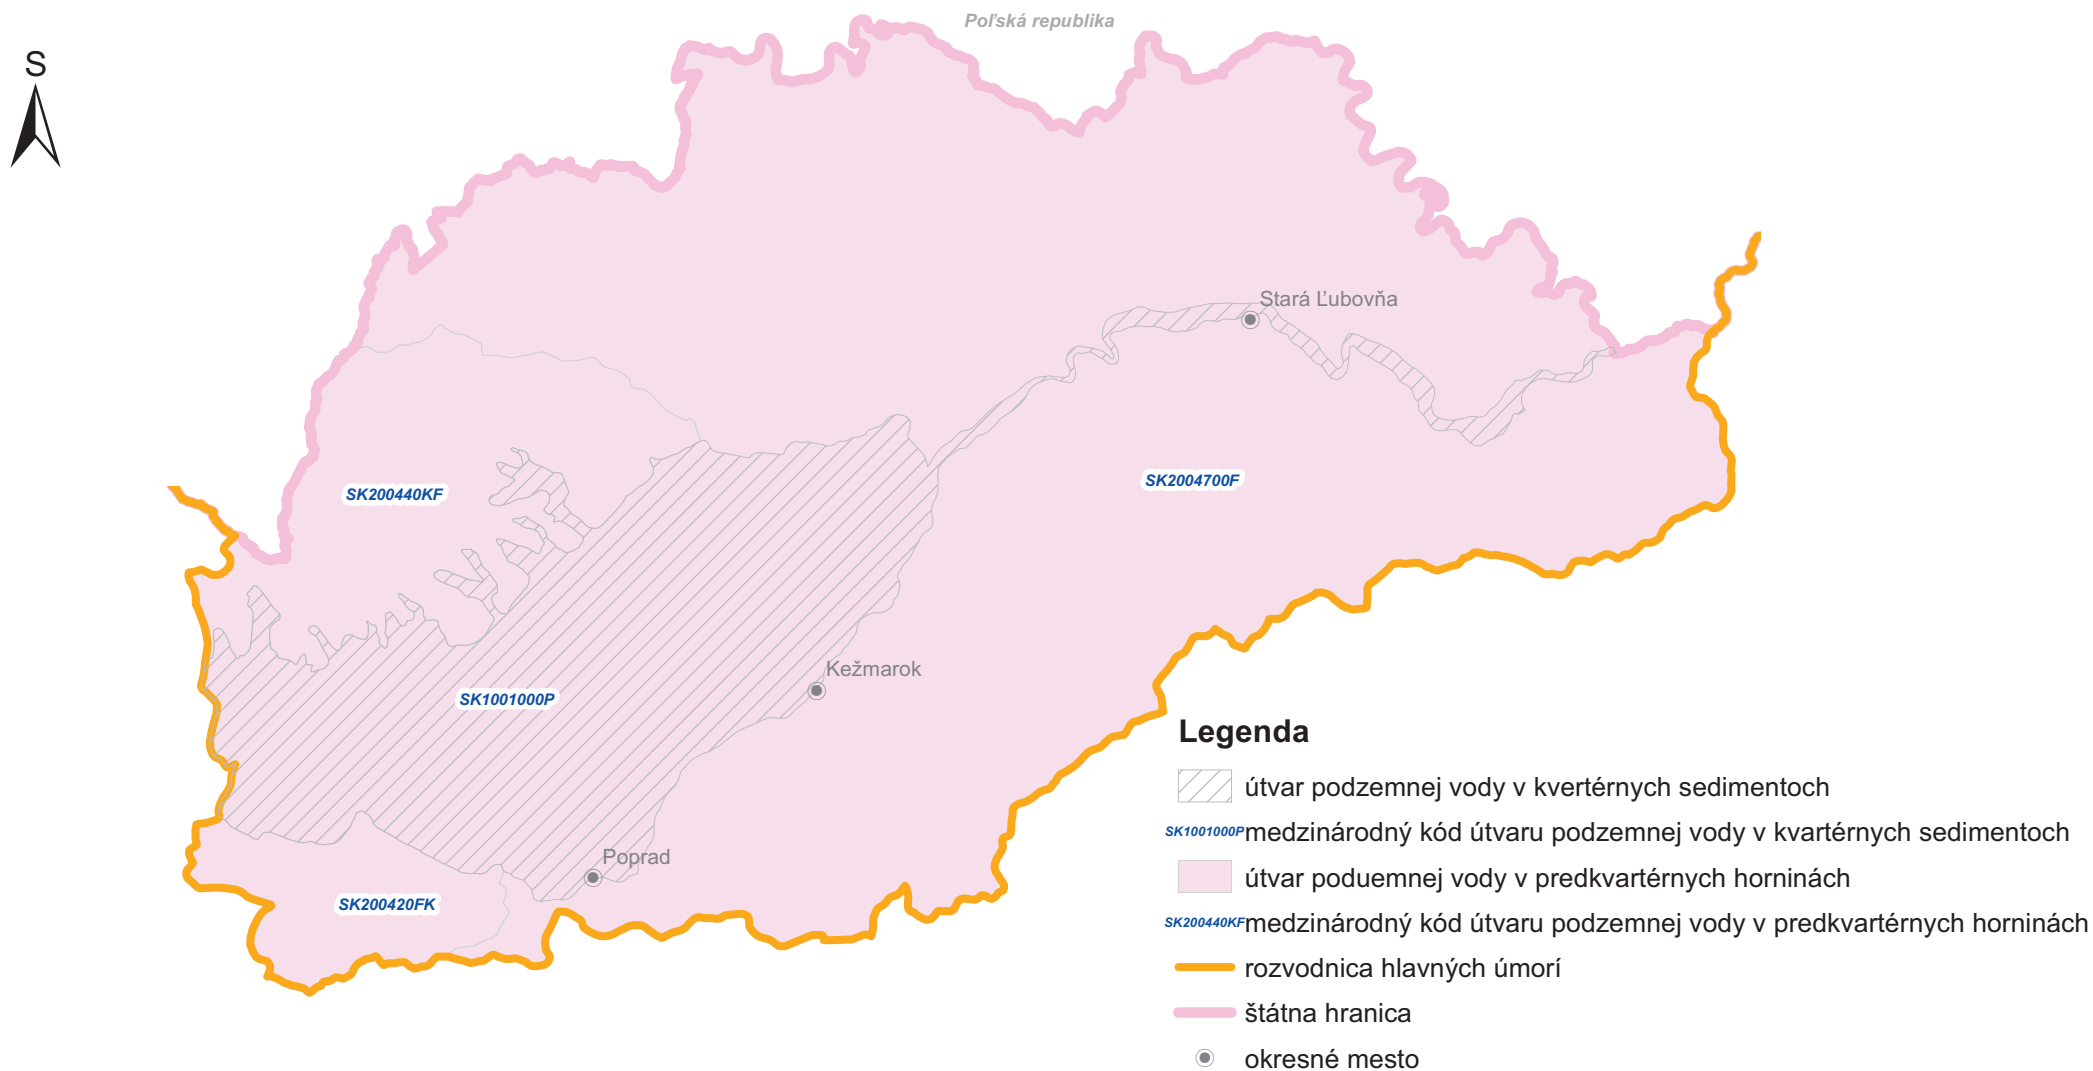 Poľská republika
S
Stará Ľubovňa
SK200440KF
SK2004700F
Kežmarok
SK1001000P
Poprad
SK200420FK
Legenda
útvar podzemnej vody v kvertérnych sedimentoch
SK1001000P medzinárodný kód útvaru podzemnej vody v kvartérnych sedimentoch
útvar poduemnej vody v predkvartérnych horninách
SK200440KF medzinárodný kód útvaru podzemnej vody v predkvartérnych horninách
rozvodnica hlavných úmorí
štátna hranica
okresné mesto